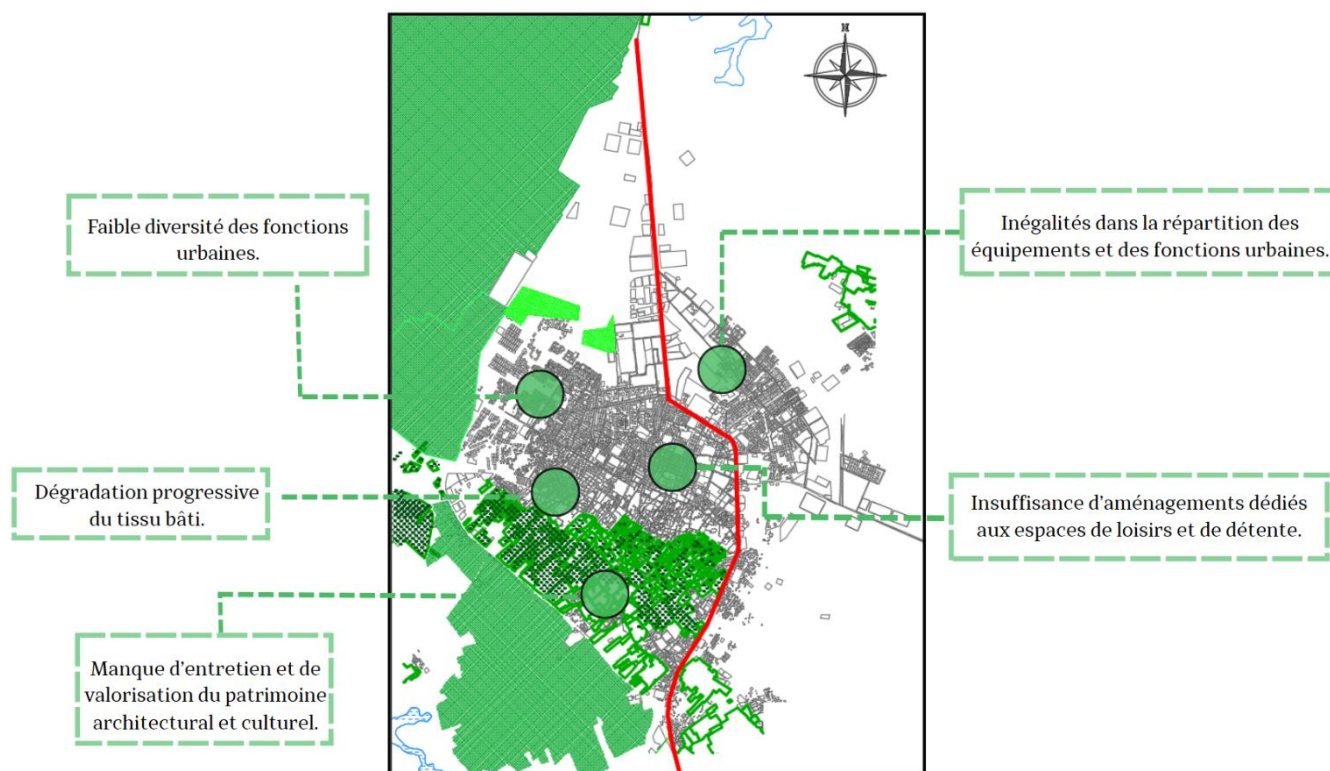 N
Faible diversité des fonctions
urbaines.
Inégalités dans la répartition des
équipements et des fonctions urbaines.
Dégradation progressive
du tissu bâti.
Insuffisance d’aménagements dédiés
aux espaces de loisirs et de détente.
Manque d’entretien et de
valorisation du patrimoine
architectural et culturel.